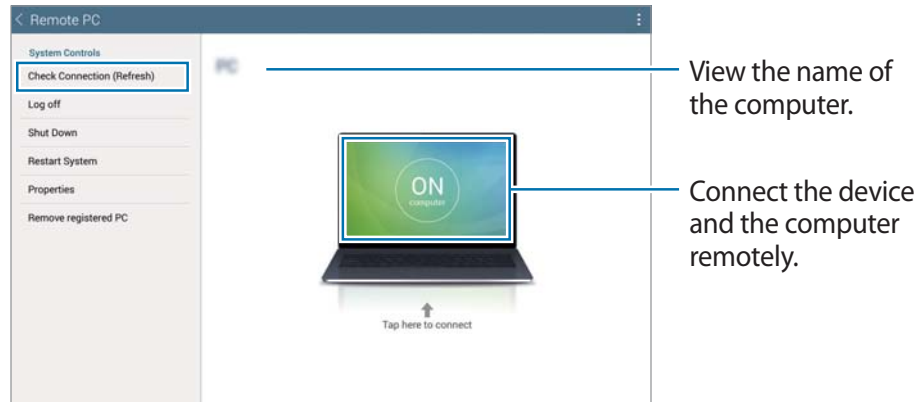 Remote PC
System Controls
Check Connection (Refresh)
Log off
Shut Down
Restart System
Properties
Remove registered PC
PC
ON
computer
Tap here to connect
View the name of
the computer.
Connect the device
and the computer
remotely.